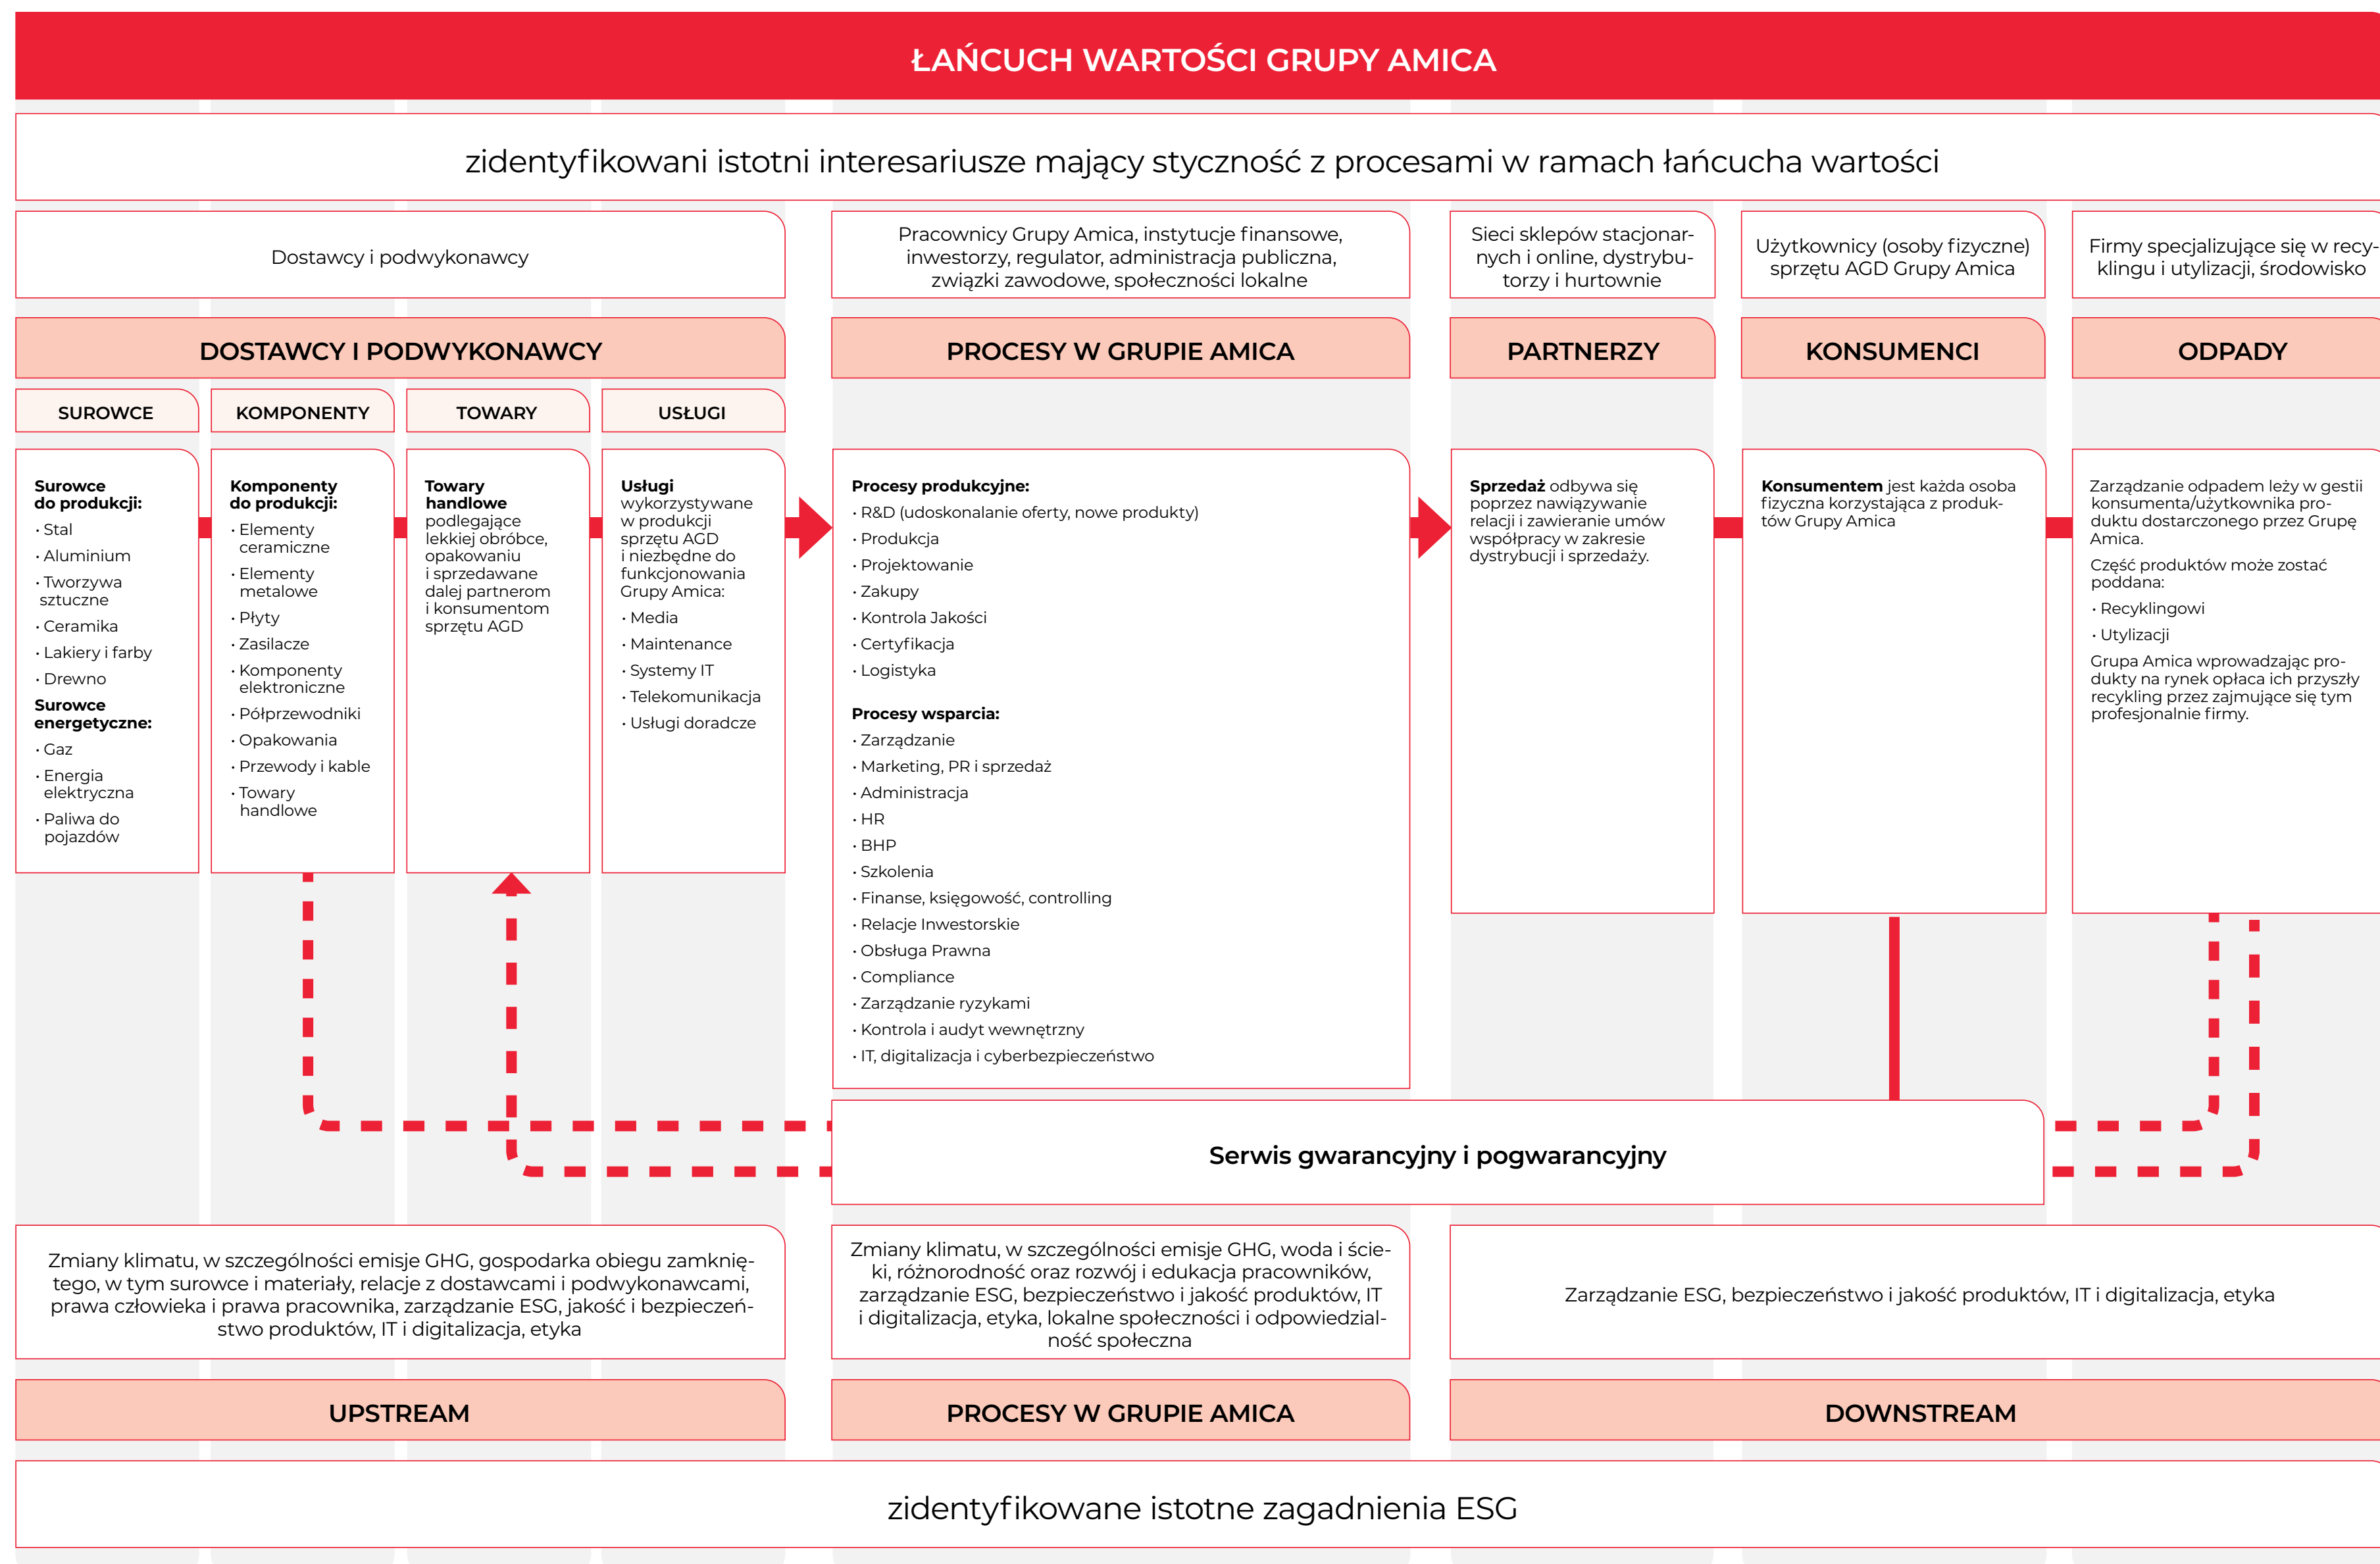 ŁAŃCUCH WARTOŚCI GRUPY AMICA
zidentyfikowani istotni interesariusze mający styczność z procesami w ramach łańcucha wartości
Dostawcy i podwykonawcy
Pracownicy Grupy Amica, instytucje finansowe,
inwestorzy, regulator, administracja publiczna,
związki zawodowe, społeczności lokalne
Sieci sklepów stacjonar-
nych i online, dystrybu-
torzy i hurtownie
Użytkownicy (osoby fizyczne)
sprzętu AGD Grupy Amica
Firmy specjalizujące się w recy-
klingu i utylizacji, środowisko
DOSTAWCY I PODWYKONAWCY
PROCESY W GRUPIE AMICA
PARTNERZY
KONSUMENCI
ODPADY
SUROWCE
KOMPONENTY
TOWARY
USŁUGI
Surowce
do produkcji:
• Stal
• Aluminium
• Tworzywa
sztuczne
• Ceramika
• Lakiery i farby
• Drewno
Surowce
energetyczne:
• Gaz
• Energia
elektryczna
• Paliwa do
pojazdów
Komponenty
do produkcji:
• Elementy
ceramiczne
• Elementy
metalowe
• Płyty
• Zasilacze
• Komponenty
elektroniczne
• Półprzewodniki
• Opakowania
• Przewody i kable
• Towary
handlowe
Towary
handlowe
podlegające
lekkiej obróbce,
opakowaniu
i sprzedawane
dalej partnerom
i konsumentom
sprzętu AGD
Usługi
wykorzystywane
w produkcji
sprzętu AGD
i niezbędne do
funkcjonowania
Grupy Amica:
• Media
• Maintenance
• Systemy IT
• Telekomunikacja
• Usługi doradcze
Procesy produkcyjne:
• R&D (udoskonalanie oferty, nowe produkty)
• Produkcja
• Projektowanie
• Zakupy
• Kontrola Jakości
• Certyfikacja
• Logistyka
Procesy wsparcia:
• Zarządzanie
• Marketing, PR i sprzedaż
• Administracja
• HR
• BHP
• Szkolenia
• Finanse, księgowość, controlling
• Relacje Inwestorskie
• Obsługa Prawna
• Compliance
• Zarządzanie ryzykami
• Kontrola i audyt wewnętrzny
• IT, digitalizacja i cyberbezpieczeństwo
Sprzedaż odbywa się
poprzez nawiązywanie
relacji i zawieranie umów
współpracy w zakresie
dystrybucji i sprzedaży.
Konsumentem jest każda osoba
fizyczna korzystająca z produk-
tów Grupy Amica
Zarządzanie odpadem leży w gestii
konsumenta/użytkownika pro-
duktu dostarczonego przez Grupę
Amica.
Część produktów może zostać
poddana:
• Recyklingowi
• Utylizacji
Grupa Amica wprowadzając pro-
dukty na rynek opłaca ich przyszły
recykling przez zajmujące się tym
profesjonalnie firmy.
Serwis gwarancyjny i pogwarancyjny
Zmiany klimatu, w szczególności emisje GHG, gospodarka obiegu zamknię-
tego, w tym surowce i materiały, relacje z dostawcami i podwykonawcami,
prawa człowieka i prawa pracownika, zarządzanie ESG, jakość i bezpieczeń-
stwo produktów, IT i digitalizacja, etyka
Zmiany klimatu, w szczególności emisje GHG, woda i ście-
ki, różnorodność oraz rozwój i edukacja pracowników,
zarządzanie ESG, bezpieczeństwo i jakość produktów, IT
i digitalizacja, etyka, lokalne społeczności i odpowiedzial-
ność społeczna
Zarządzanie ESG, bezpieczeństwo i jakość produktów, IT i digitalizacja, etyka
UPSTREAM
PROCESY W GRUPIE AMICA
DOWNSTREAM
zidentyfikowane istotne zagadnienia ESG